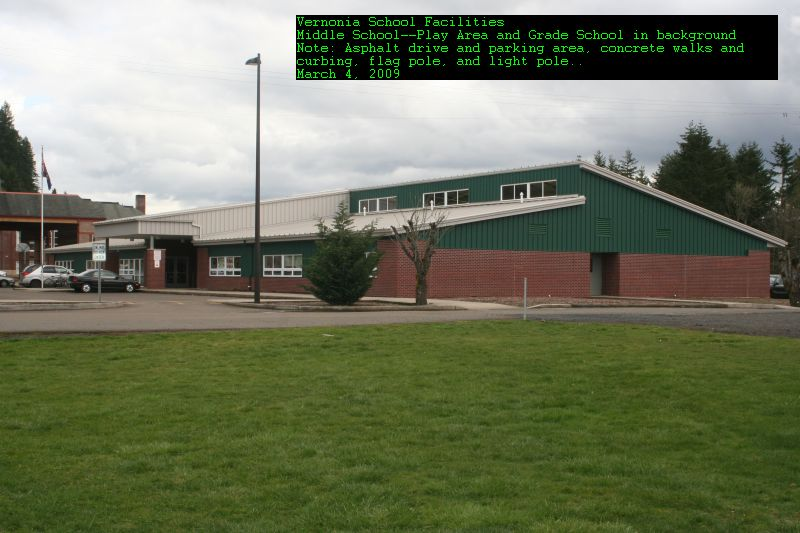 Vernonia School Facilities
Middle School--Play Area and Grade School in background
Note: Asphalt drive and parking area, concrete walks and
curbing, flag pole, and light pole..
March 4, 2009